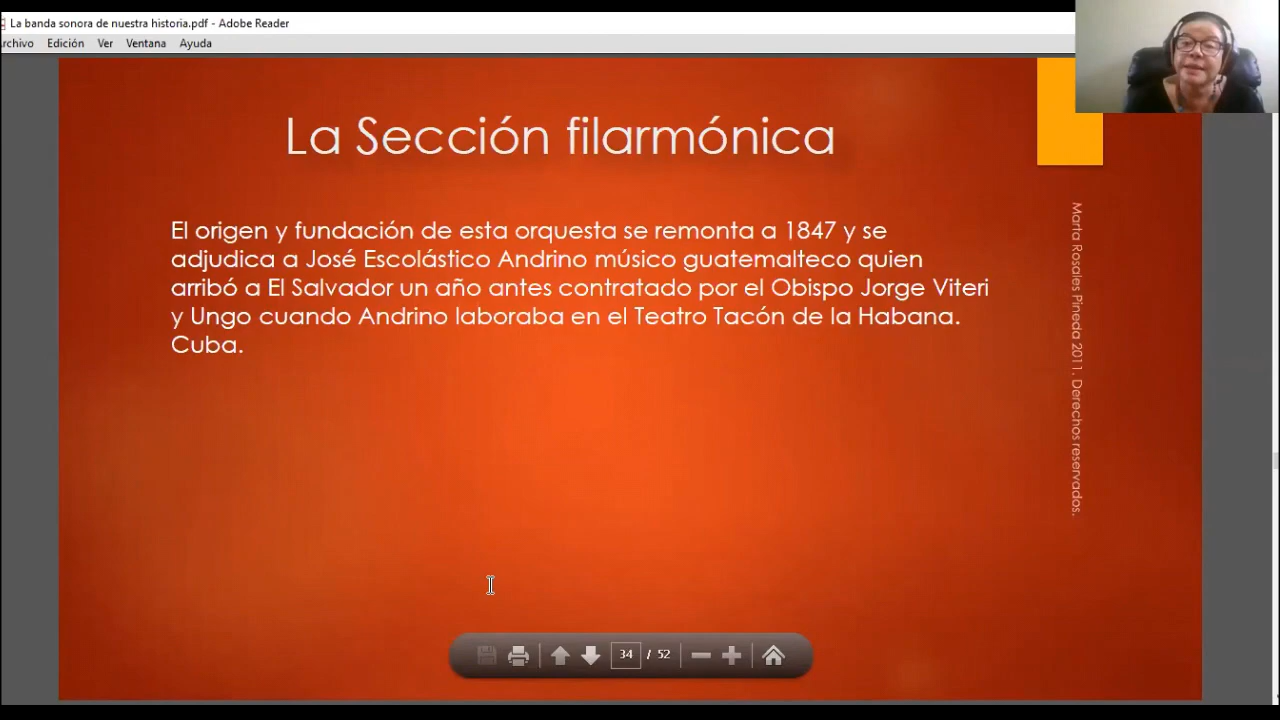 La banda sonora de nuestra historia.pdf - Adobe Reader
rchivo Edición Ver Ventana Ayuda
La Sección filarmónica
El origen y fundación de esta orquesta se remonta a 1847 y se
adjudica a José Escolástico Andrino músico guatemalteco quien
arribó a El Salvador un año antes contratado por el Obispo Jorge Viteri
y Ungo cuando Andrino laboraba en el Teatro Tacón de la Habana.
Cuba.
Marta Rosales Pineda 2011. Derechos reservados.
34 / 52